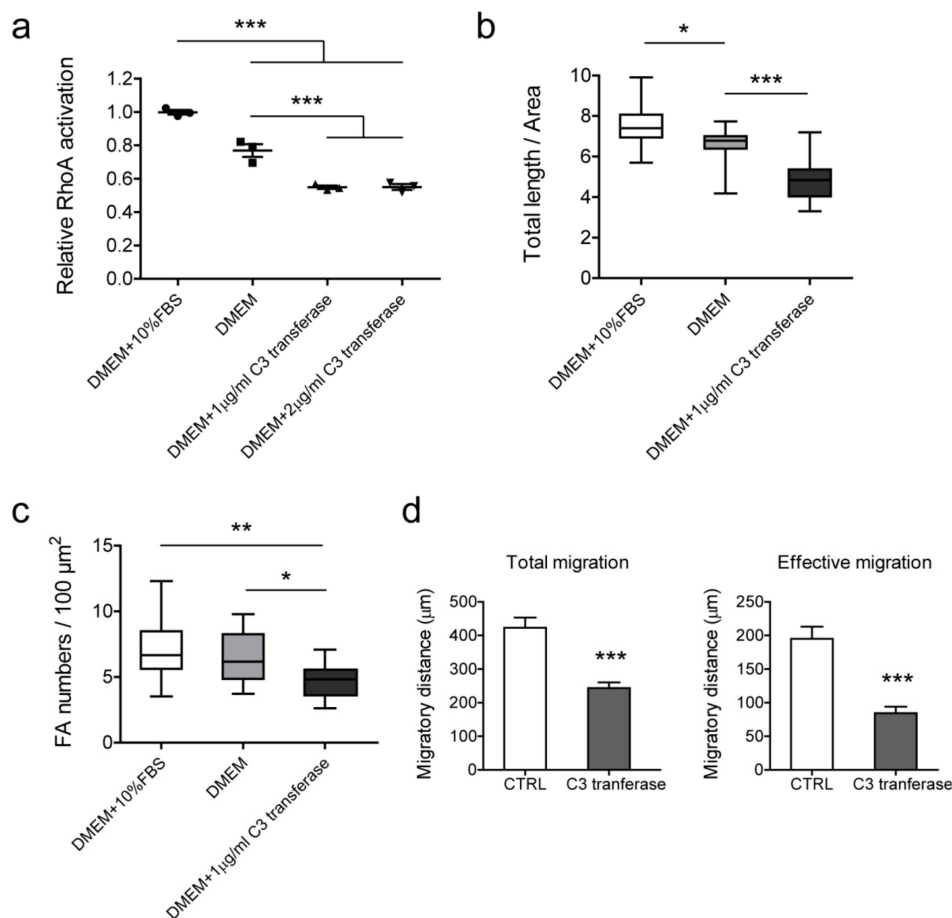 a
***
***
Relative RhoA activation
1.2
1.0
0.8
0.6
0.4
0.2
0.0
DMEM+10%FBS
DMEM
DMEM+1μg/ml C3 transferase
DMEM+2μg/ml C3 transferase
b
*
***
Total length / Area
10
8
6
4
2
0
DMEM+10%FBS
DMEM
DMEM+1μg/ml C3 transferase
c
**
*
FA numbers / 100 μm²
15
10
5
0
DMEM+10%FBS
DMEM
DMEM+1μg/ml C3 transferase
d
Total migration
Migratory distance (μm)
500
400
300
200
100
0
***
CTRL
C3 tranferase
Effective migration
Migratory distance (μm)
250
200
150
100
50
0
***
CTRL
C3 tranferase